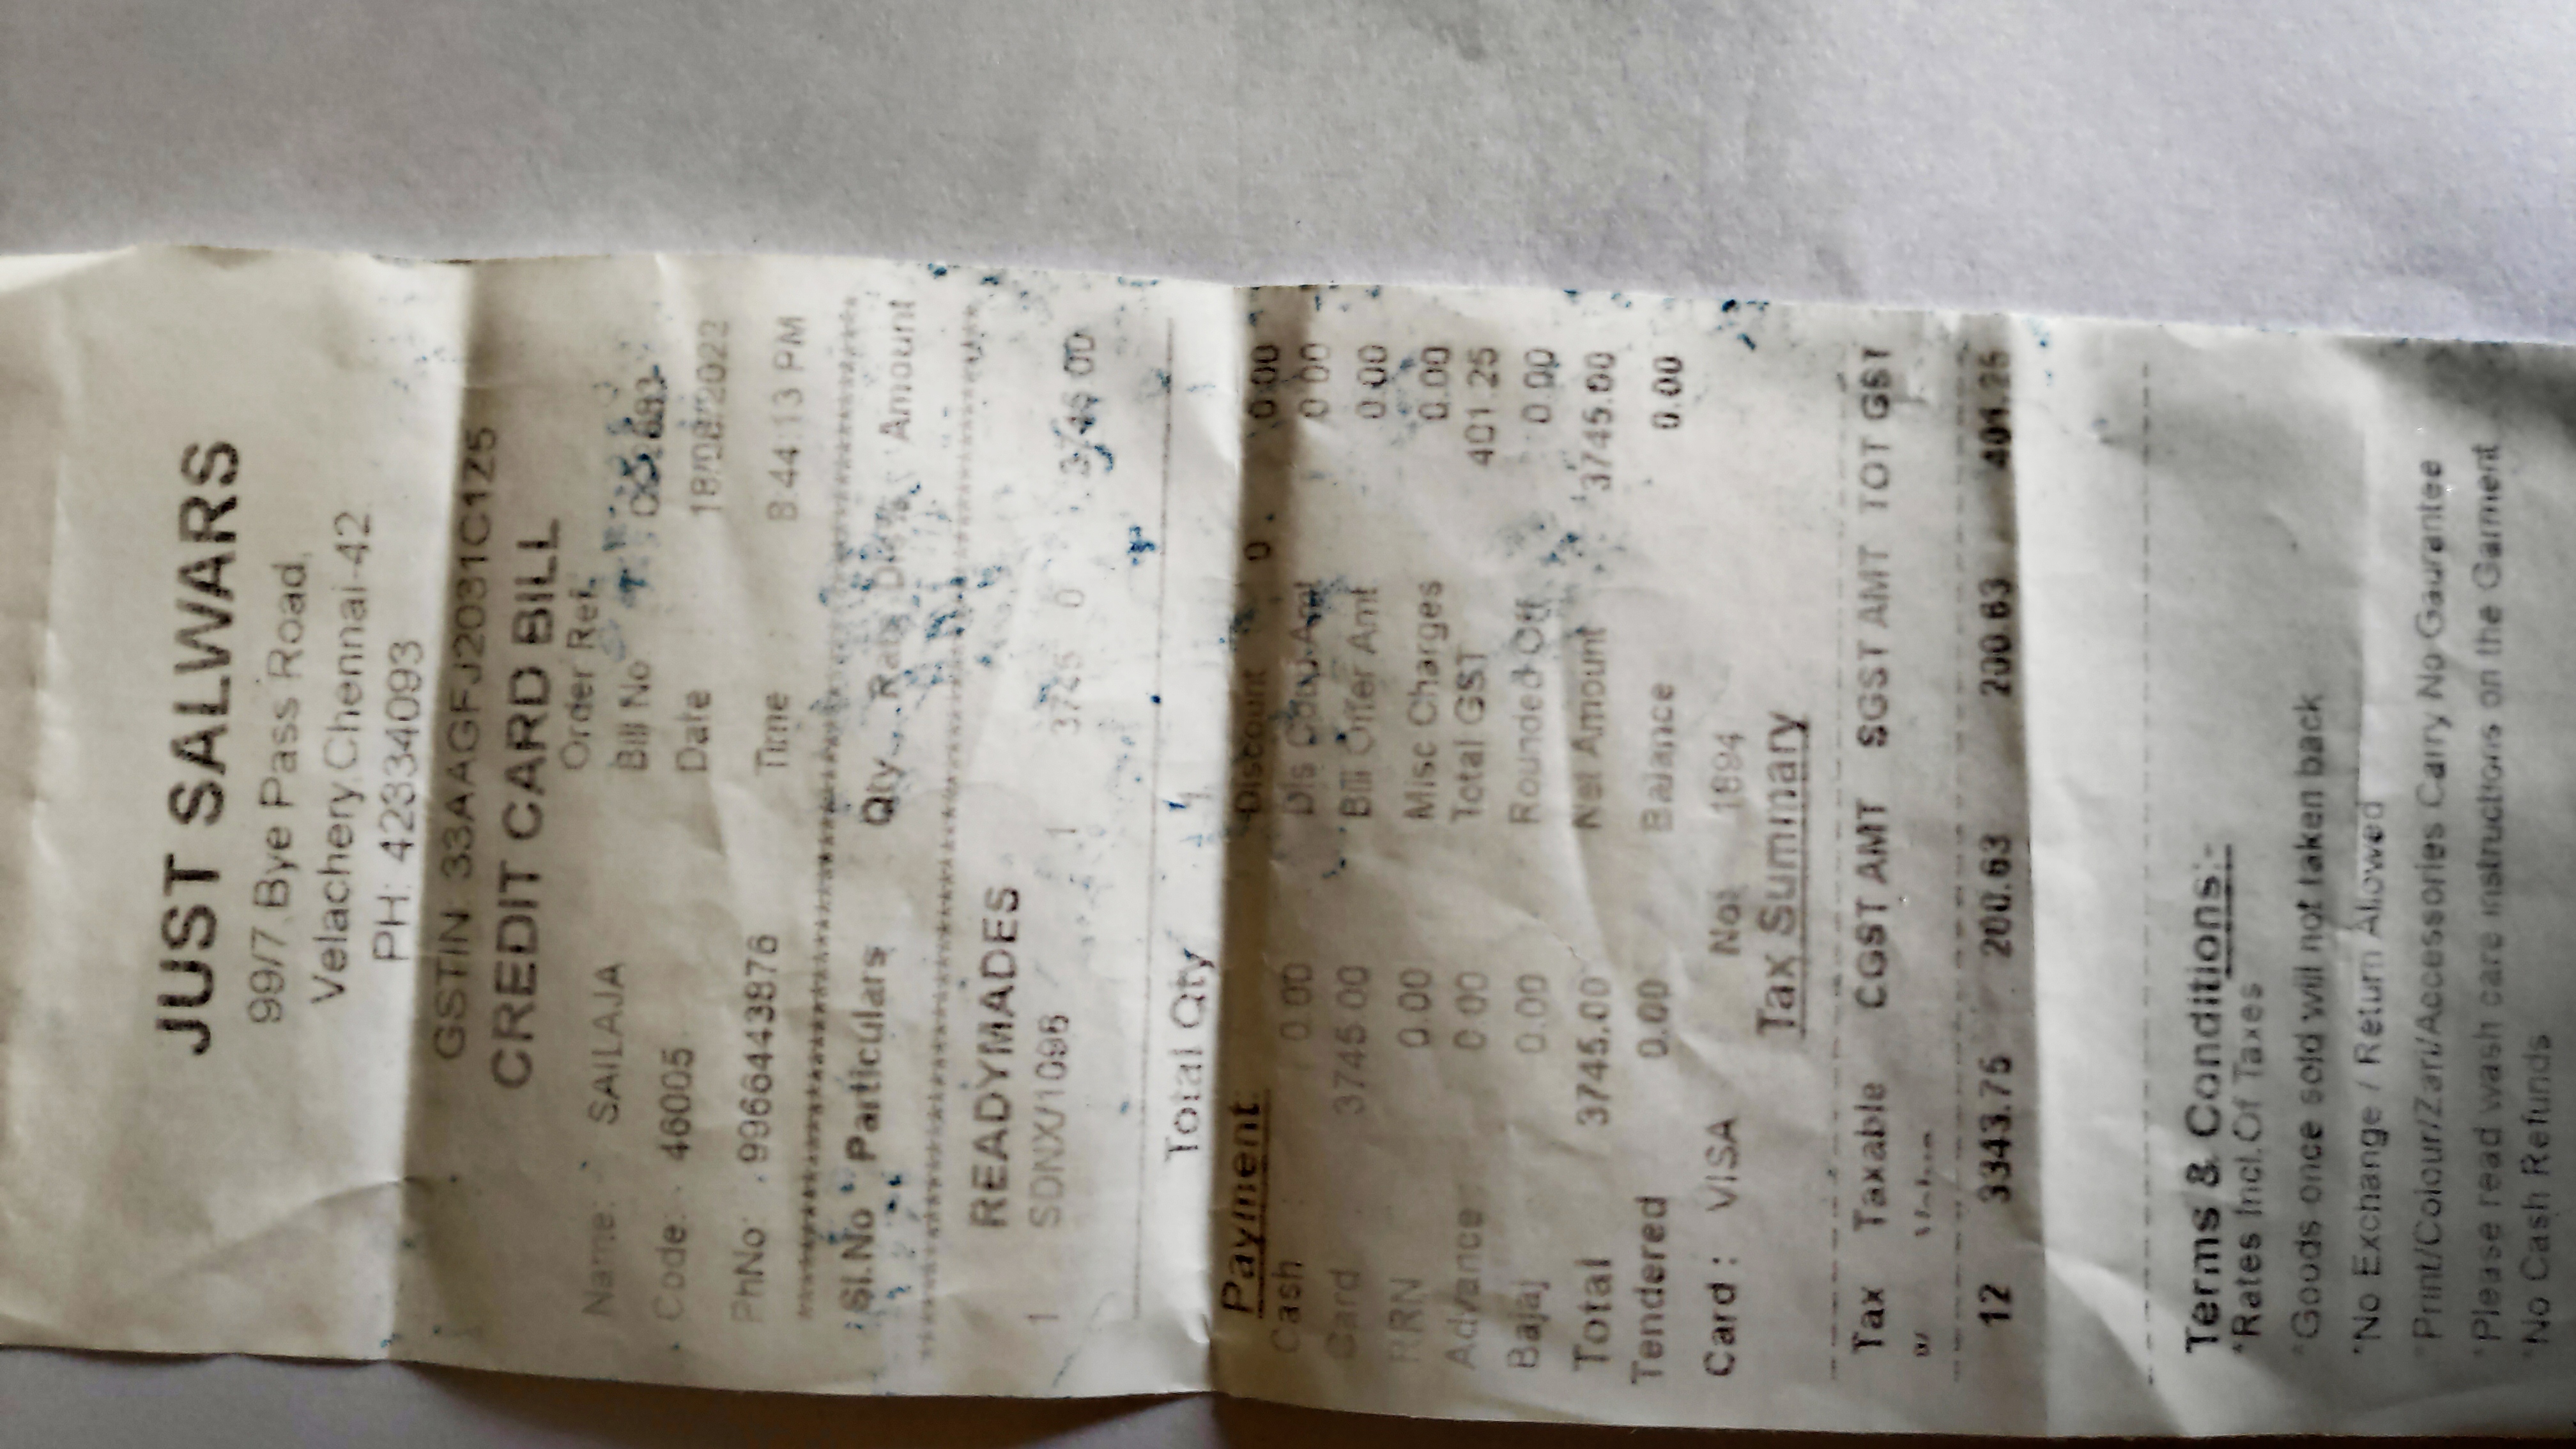 JUST SALWARS
99/7 Bye Pass Road,
Velachery Chennai-42
PH: 42334093
GSTIN: 33AAGFJ2031C1Z5
CREDIT CARD BILL
Order Ref.
Name: SAILAJA
Bill No
Code: 46005
Date 18/08/2022
PhNo: 9966443876
Time 8:44:13 PM
Sl.No Particulars Qty Rate Dis% Amount
READYMADES
1 SDNX/1096 1 3745 0 3745.00
Total Qty 1
Payment: Discount 0 0.00
Cash : 0.00 Dis Coup Amt 0.00
Card : 3745.00 Bill Offer Amt 0.00
RRN 0.00 Misc Charges 0.00
Advance 0.00 Total GST 401.25
Bajaj 0.00 Rounded Off 0.00
Total 3745.00 Net Amount 3745.00
Tendered 0.00 Balance 0.00
Card : VISA No: 1894
Tax Summary
Tax Taxable CGST AMT SGST AMT TOT GST
12 3343.75 200.63 200.63 401.25
Terms & Conditions:-
*Rates Incl.Of Taxes
*Goods once sold will not taken back
*No Exchange / Return Allowed
*Print/Colour/Zari/Accessories Carry No Gaurantee
*Please read wash care instructions on the Garment
*No Cash Refunds